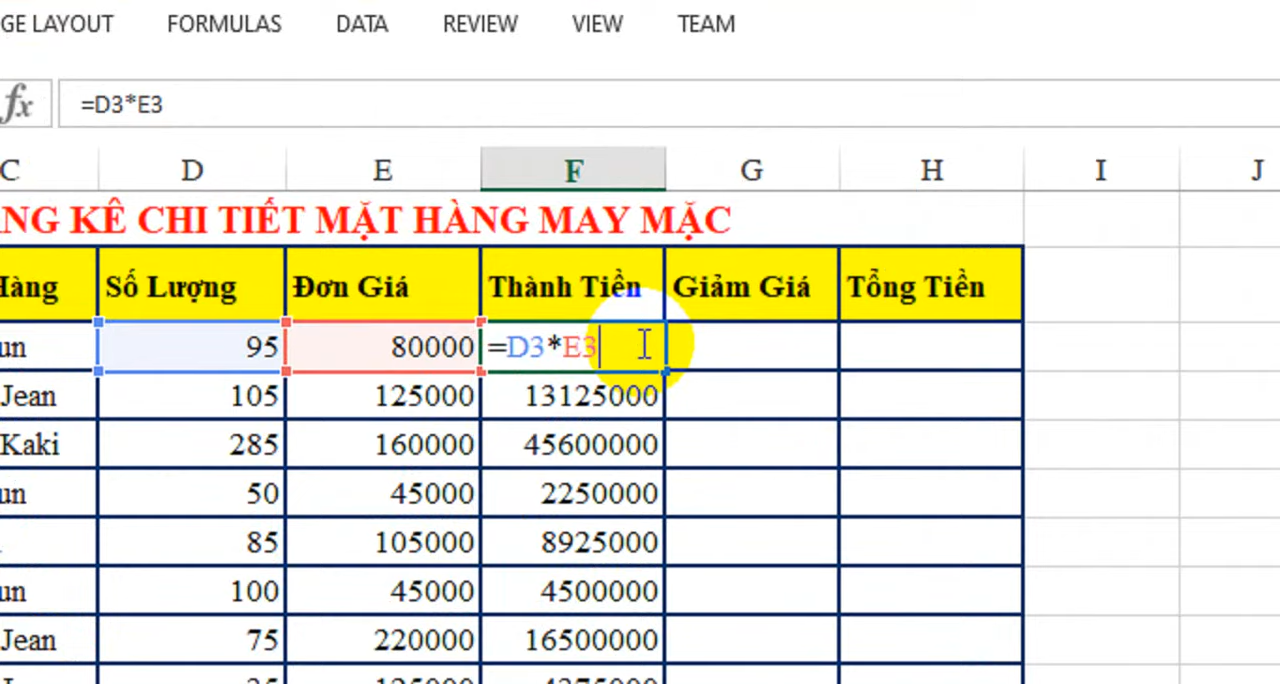 GE LAYOUT FORMULAS DATA REVIEW VIEW TEAM
fx =D3*E3
C D E F G H I J
NG KÊ CHI TIẾT MẶT HÀNG MAY MẶC
Hàng Số Lượng Đơn Giá Thành Tiền Giảm Giá Tổng Tiền
un 95 80000 =D3*E3
Jean 105 125000 13125000
Kaki 285 160000 45600000
un 50 45000 2250000
85 105000 8925000
un 100 45000 4500000
Jean 75 220000 16500000